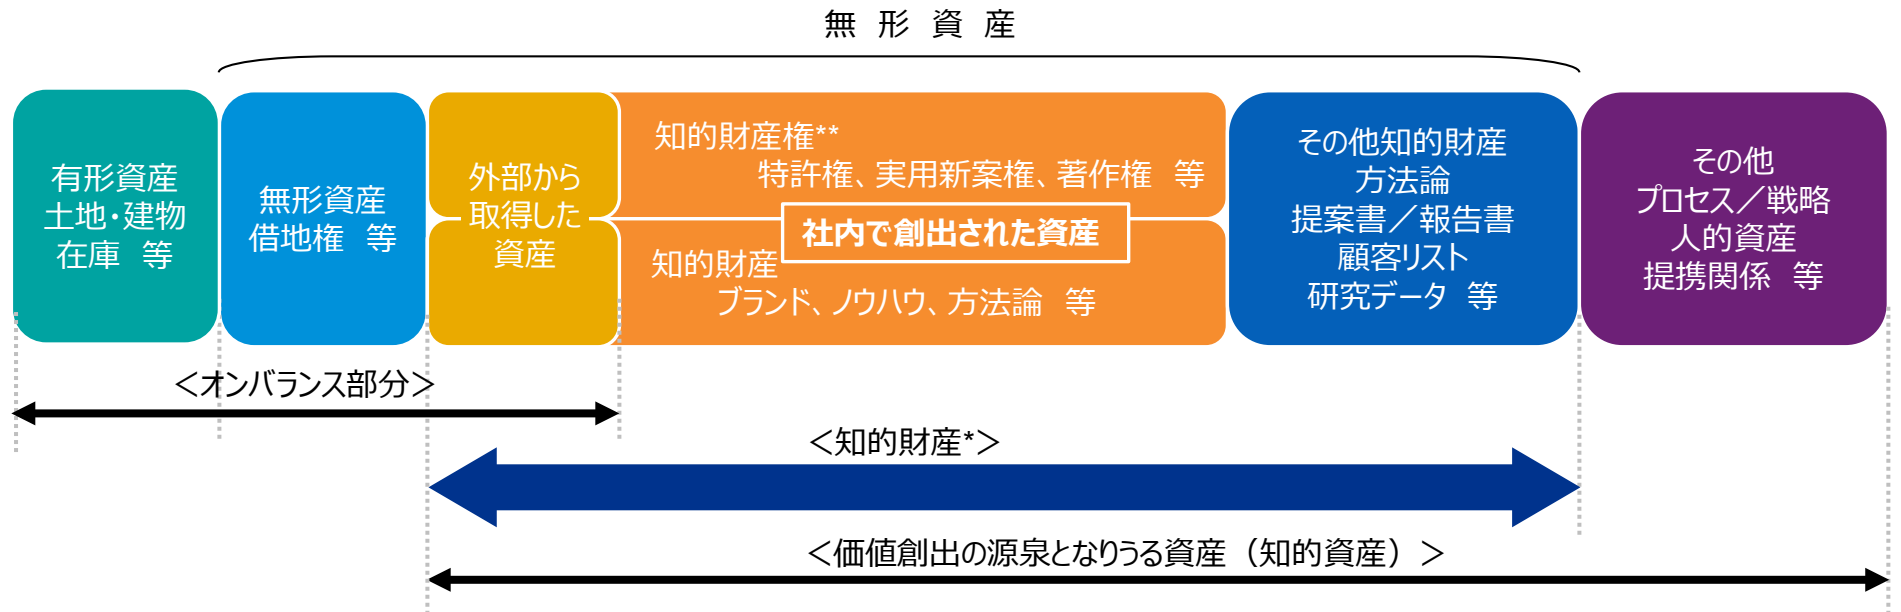 無 形 資 産
有形資産
土地・建物
在庫 等
無形資産
借地権 等
外部から
取得した
資産
知的財産権**
特許権、実用新案権、著作権 等
社内で創出された資産
知的財産
ブランド、ノウハウ、方法論 等
その他知的財産
方法論
提案書／報告書
顧客リスト
研究データ 等
その他
プロセス／戦略
人的資産
提携関係 等
＜オンバランス部分＞
＜知的財産*＞
＜価値創出の源泉となりうる資産（知的資産）＞